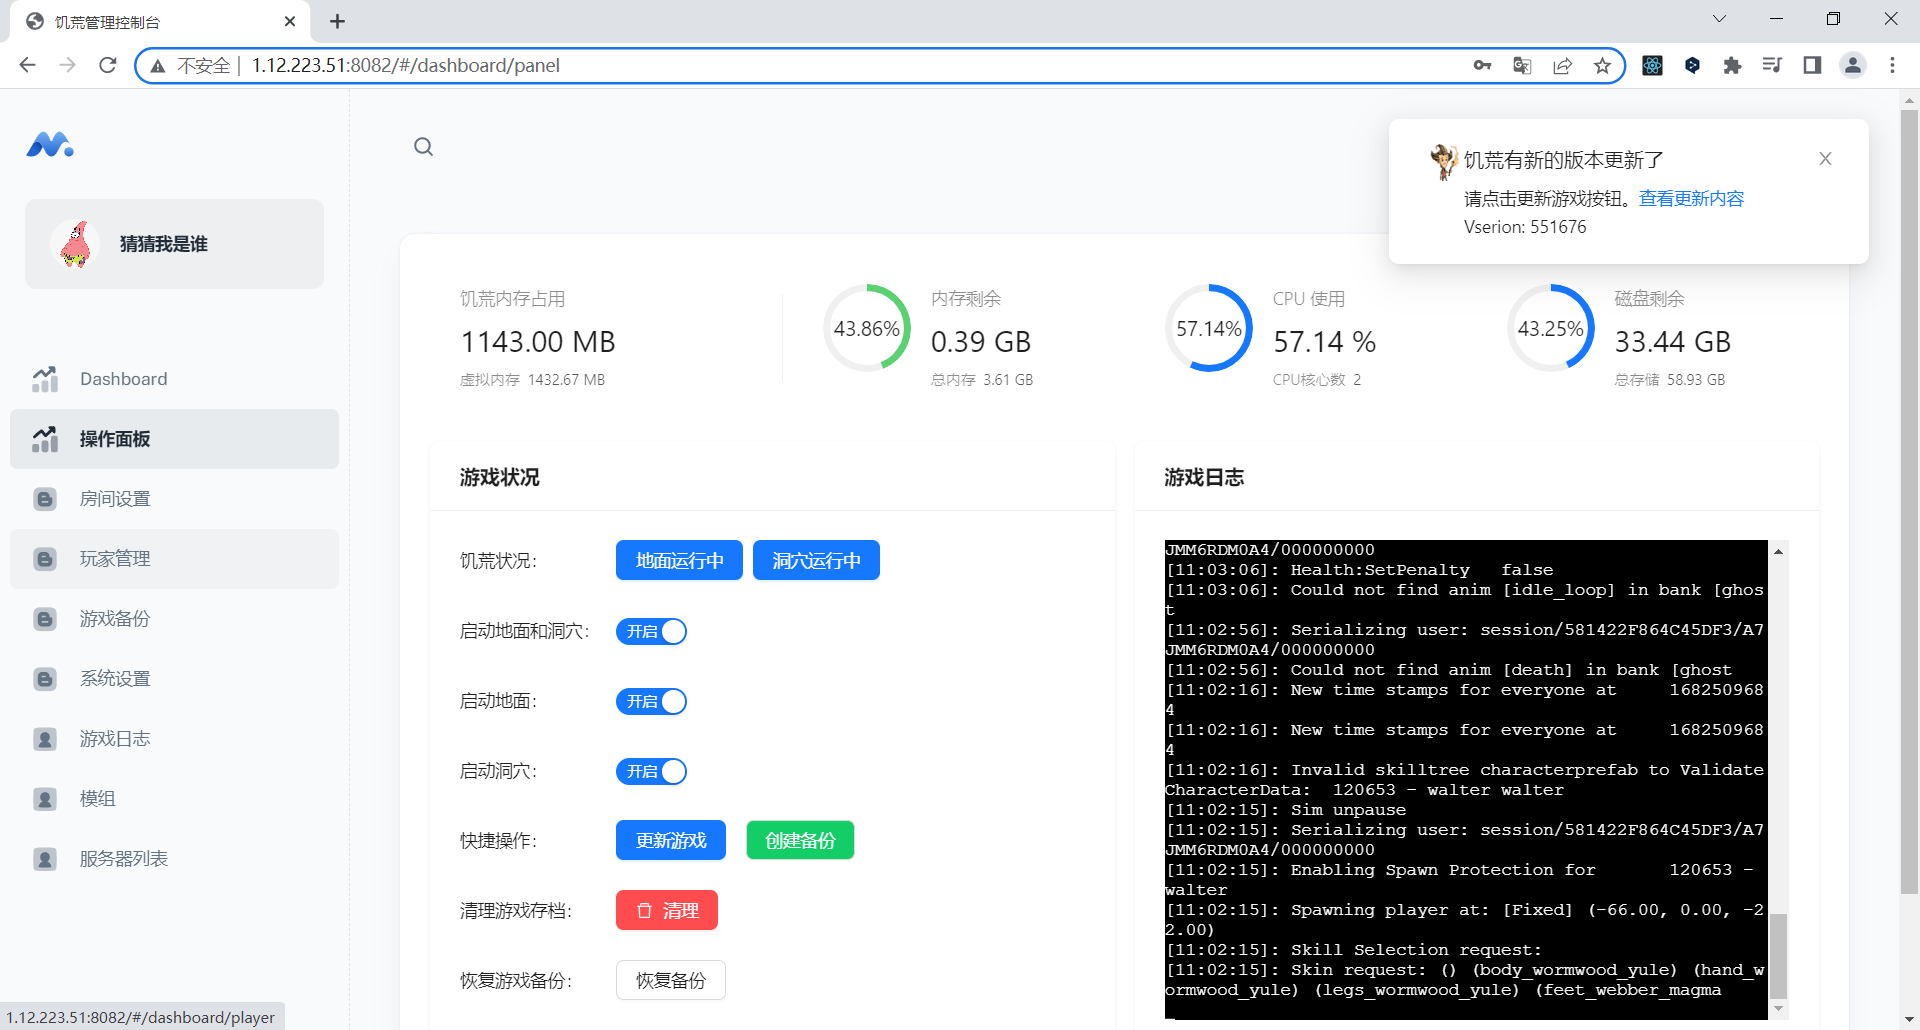 饥荒管理控制台
不安全 | 1.12.223.51:8082/#/dashboard/panel
饥荒有新的版本更新了
请点击更新游戏按钮。查看更新内容
Vserion: 551676
猜猜我是谁
Dashboard
操作面板
房间设置
玩家管理
游戏备份
系统设置
游戏日志
模组
服务器列表
饥荒内存占用
1143.00 MB
虚拟内存 1432.67 MB
43.86%
内存剩余
0.39 GB
总内存 3.61 GB
57.14%
CPU 使用
57.14 %
CPU核心数 2
43.25%
磁盘剩余
33.44 GB
总存储 58.93 GB
游戏状况
饥荒状况: 地面运行中 洞穴运行中
启动地面和洞穴: 开启
启动地面: 开启
启动洞穴: 开启
快捷操作: 更新游戏 创建备份
清理游戏存档: 清理
恢复游戏备份: 恢复备份
游戏日志
JMM6RDM0A4/000000000
[11:03:06]: Health:SetPenalty false
[11:03:06]: Could not find anim [idle_loop] in bank [ghos
t
[11:02:56]: Serializing user: session/581422F864C45DF3/A7
JMM6RDM0A4/000000000
[11:02:56]: Could not find anim [death] in bank [ghost
[11:02:16]: New time stamps for everyone at 168250968
4
[11:02:16]: New time stamps for everyone at 168250968
4
[11:02:16]: Invalid skilltree characterprefab to Validate
CharacterData: 120653 - walter walter
[11:02:15]: Sim unpause
[11:02:15]: Serializing user: session/581422F864C45DF3/A7
JMM6RDM0A4/000000000
[11:02:15]: Enabling Spawn Protection for 120653 -
walter
[11:02:15]: Spawning player at: [Fixed] (-66.00, 0.00, -2
2.00)
[11:02:15]: Skill Selection request:
[11:02:15]: Skin request: () (body_wormwood_yule) (hand_w
ormwood_yule) (legs_wormwood_yule) (feet_webber_magma
1.12.223.51:8082/#/dashboard/player